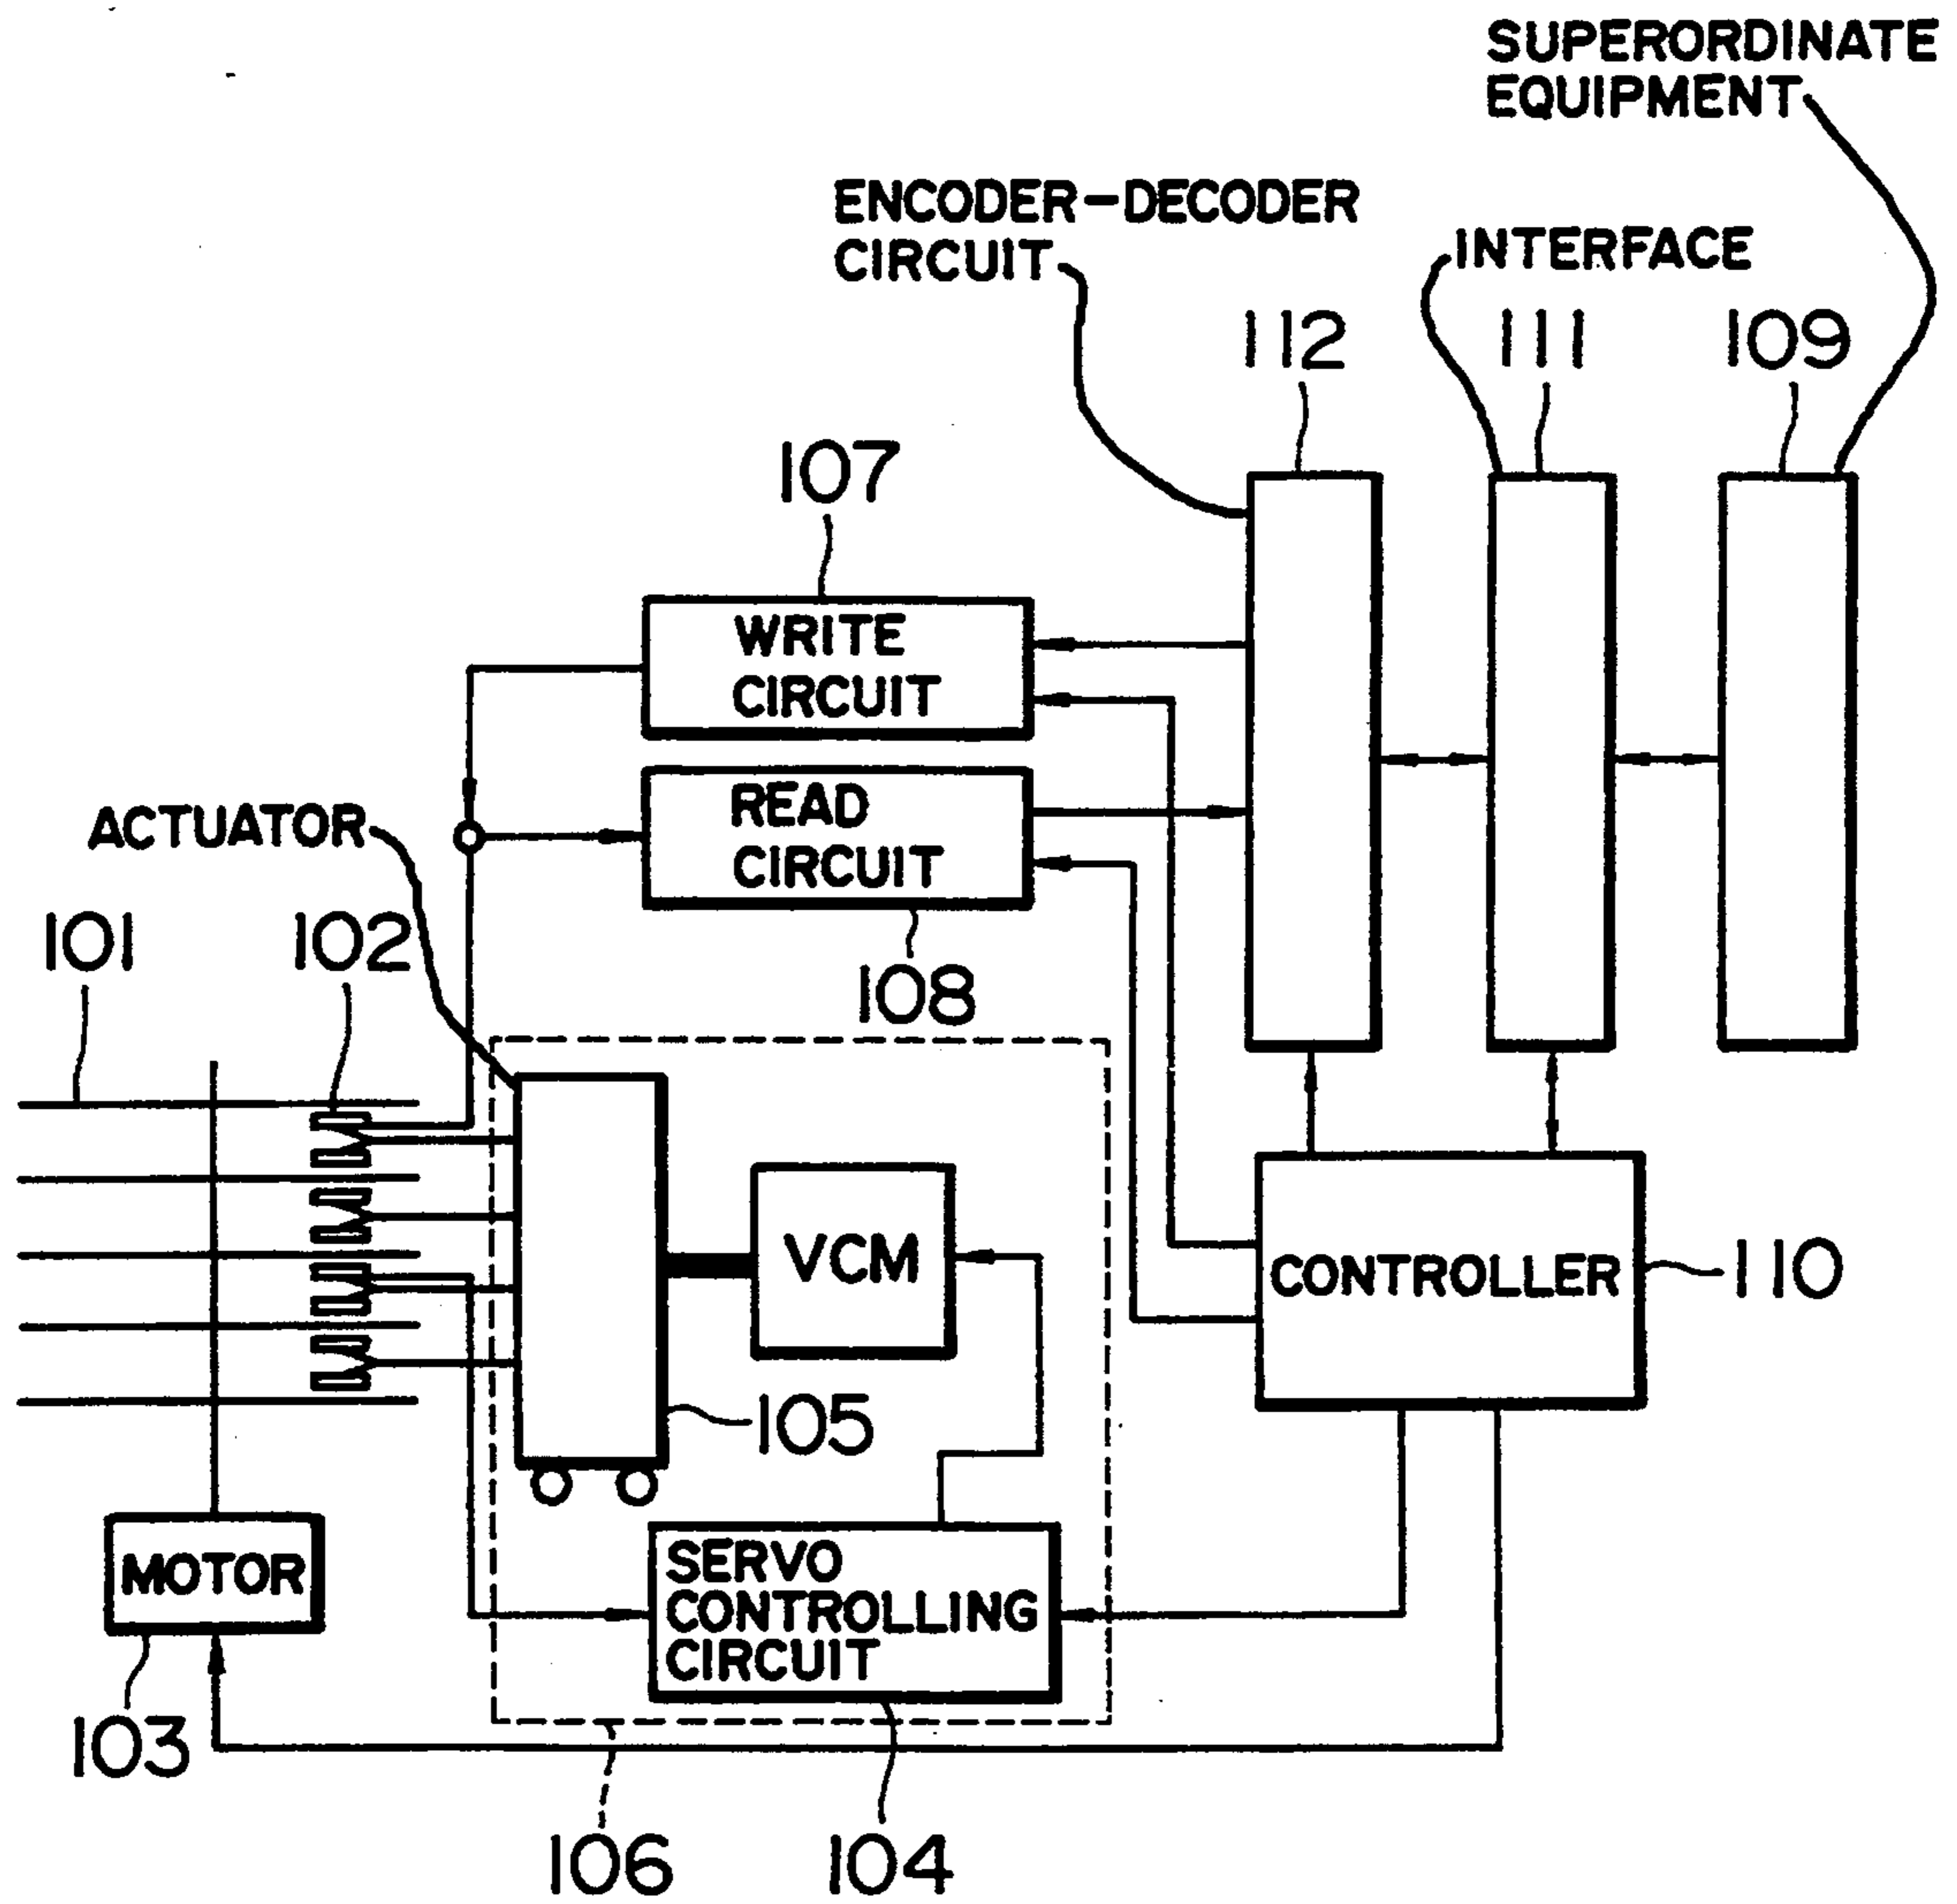 SUPERORDINATE
EQUIPMENT
ENCODER-DECODER
CIRCUIT
INTERFACE
112
111
109
107
WRITE
CIRCUIT
ACTUATOR
READ
CIRCUIT
101
102
108
VCM
CONTROLLER
110
105
MOTOR
SERVO
CONTROLLING
CIRCUIT
103
106
104